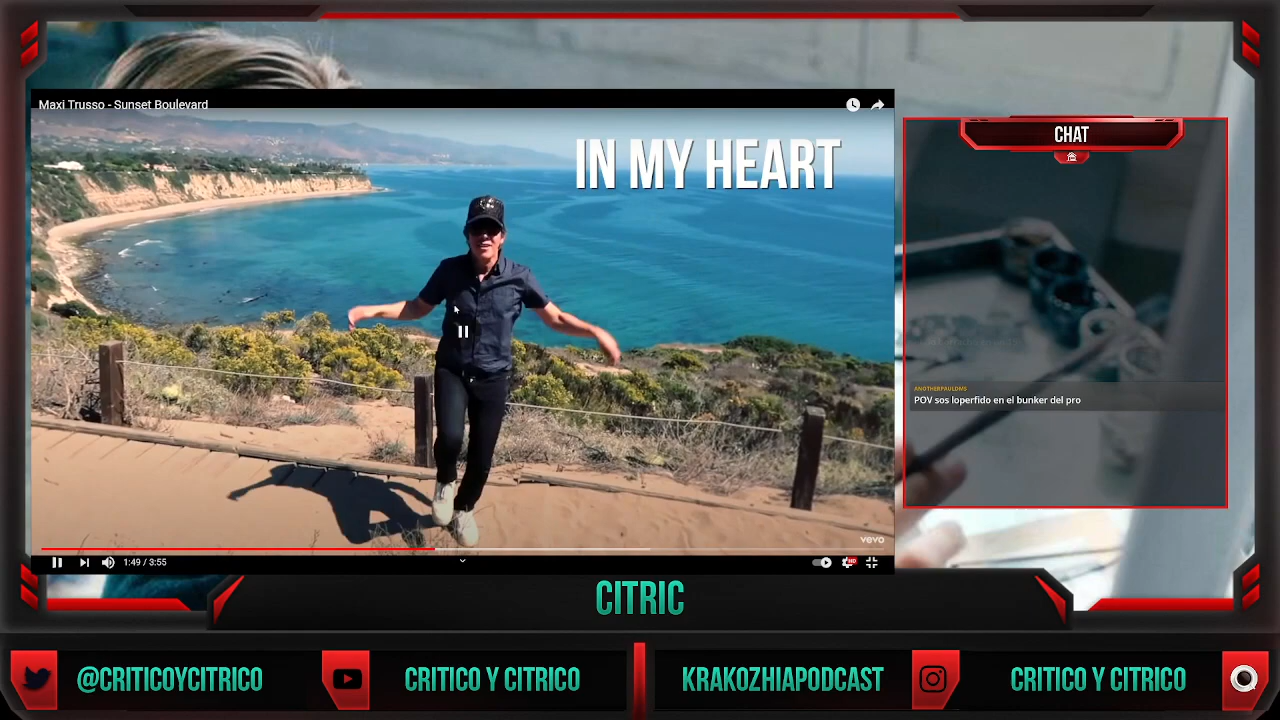 Maxi Trusso - Sunset Boulevard
IN MY HEART
CHAT
ANOTHERPAULDMS
POV sos loperfido en el bunker del pro
vevo
1:49 / 3:55
HD
CITRIC
@CRITICOYCITRICO
CRITICO Y CITRICO
KRAKOZHIAPODCAST
CRITICO Y CITRICO